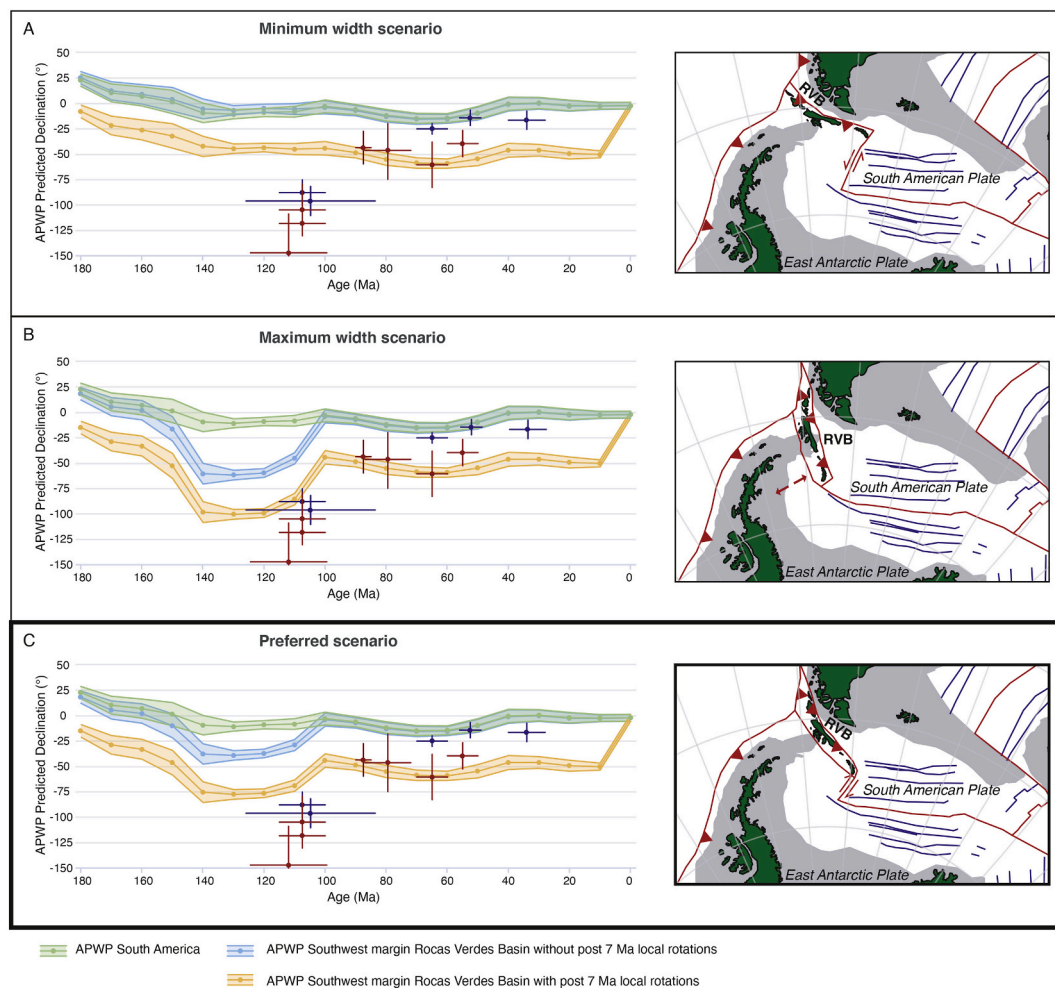 A
Minimum width scenario
APWP Predicted Declination (°)
50
25
0
-25
-50
-75
-100
-125
-150
180 160 140 120 100 80 60 40 20 0
Age (Ma)
RVB
South American Plate
East Antarctic Plate
B
Maximum width scenario
APWP Predicted Declination (°)
50
25
0
-25
-50
-75
-100
-125
-150
180 160 140 120 100 80 60 40 20 0
Age (Ma)
RVB
South American Plate
East Antarctic Plate
C
Preferred scenario
APWP Predicted Declination (°)
50
25
0
-25
-50
-75
-100
-125
-150
180 160 140 120 100 80 60 40 20 0
Age (Ma)
RVB
South American Plate
East Antarctic Plate
APWP South America
APWP Southwest margin Rocas Verdes Basin without post 7 Ma local rotations
APWP Southwest margin Rocas Verdes Basin with post 7 Ma local rotations